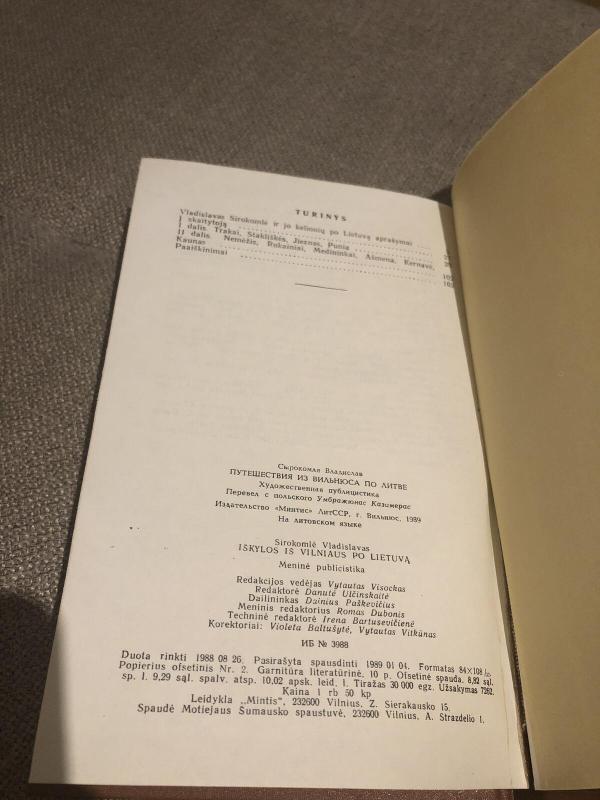 TURINYS
Vladislavas Sirokomlė ir jo kelionių po Lietuvą aprašymai
Į skaitytoją
I dalis. Trakai, Stakliškės, Jieznas, Punia
II dalis. Nemėžis, Rukainiai, Medininkai, Ašmena, Kernavė,
Kaunas
Paaiškinimai
Сырокомля Владислав
ПУТЕШЕСТВИЯ ИЗ ВИЛЬНЮСА ПО ЛИТВЕ
Художественная публицистика
Перевел с польского Умбражюнас Казимерас
Издательство «Минтис» ЛитССР, г. Вильнюс, 1989
На литовском языке
Sirokomlė Vladislavas
IŠKYLOS IŠ VILNIAUS PO LIETUVĄ
Meninė publicistika
Redakcijos vedėjas Vytautas Visockas
Redaktorė Danutė Ulčinskaitė
Dailininkas Dainius Paškevičius
Meninis redaktorius Romas Dubonis
Techninė redaktorė Irena Bartusevičienė
Korektoriai: Violeta Baltušytė, Vytautas Vitkūnas
ИБ № 3988
Duota rinkti 1988 08 26. Pasirašyta spausdinti 1989 01 04. Formatas 84×108
Popierius ofsetinis Nr. 2. Garnitūra literatūrinė, 10 p. Ofsetinė spauda. 8,82 sąl.
sp. l. 9,29 sąl. spalv. atsp. 10,02 apsk. leid. l. Tiražas 30 000 egz. Užsakymas 7262.
Kaina 1 rb 50 kp
Leidykla „Mintis", 232600 Vilnius, Z. Sierakausko 15.
Spaudė Motiejaus Šumausko spaustuvė, 232600 Vilnius, A. Strazdelio 1.